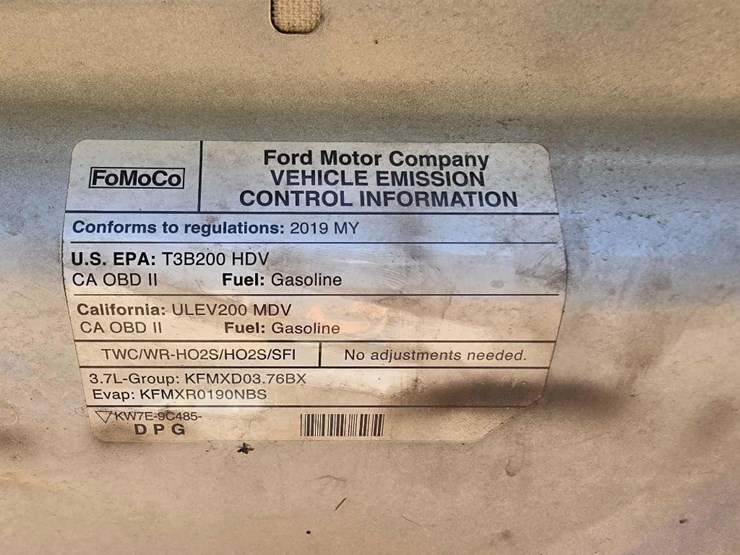 FoMoCo
Ford Motor Company
VEHICLE EMISSION
CONTROL INFORMATION
Conforms to regulations: 2019 MY
U.S. EPA: T3B200 HDV
CA OBD II Fuel: Gasoline
California: ULEV200 MDV
CA OBD II Fuel: Gasoline
TWC/WR-HO2S/HO2S/SFI No adjustments needed.
3.7L-Group: KFMXD03.76BX
Evap: KFMXR0190NBS
KW7E-9C485-
DPG